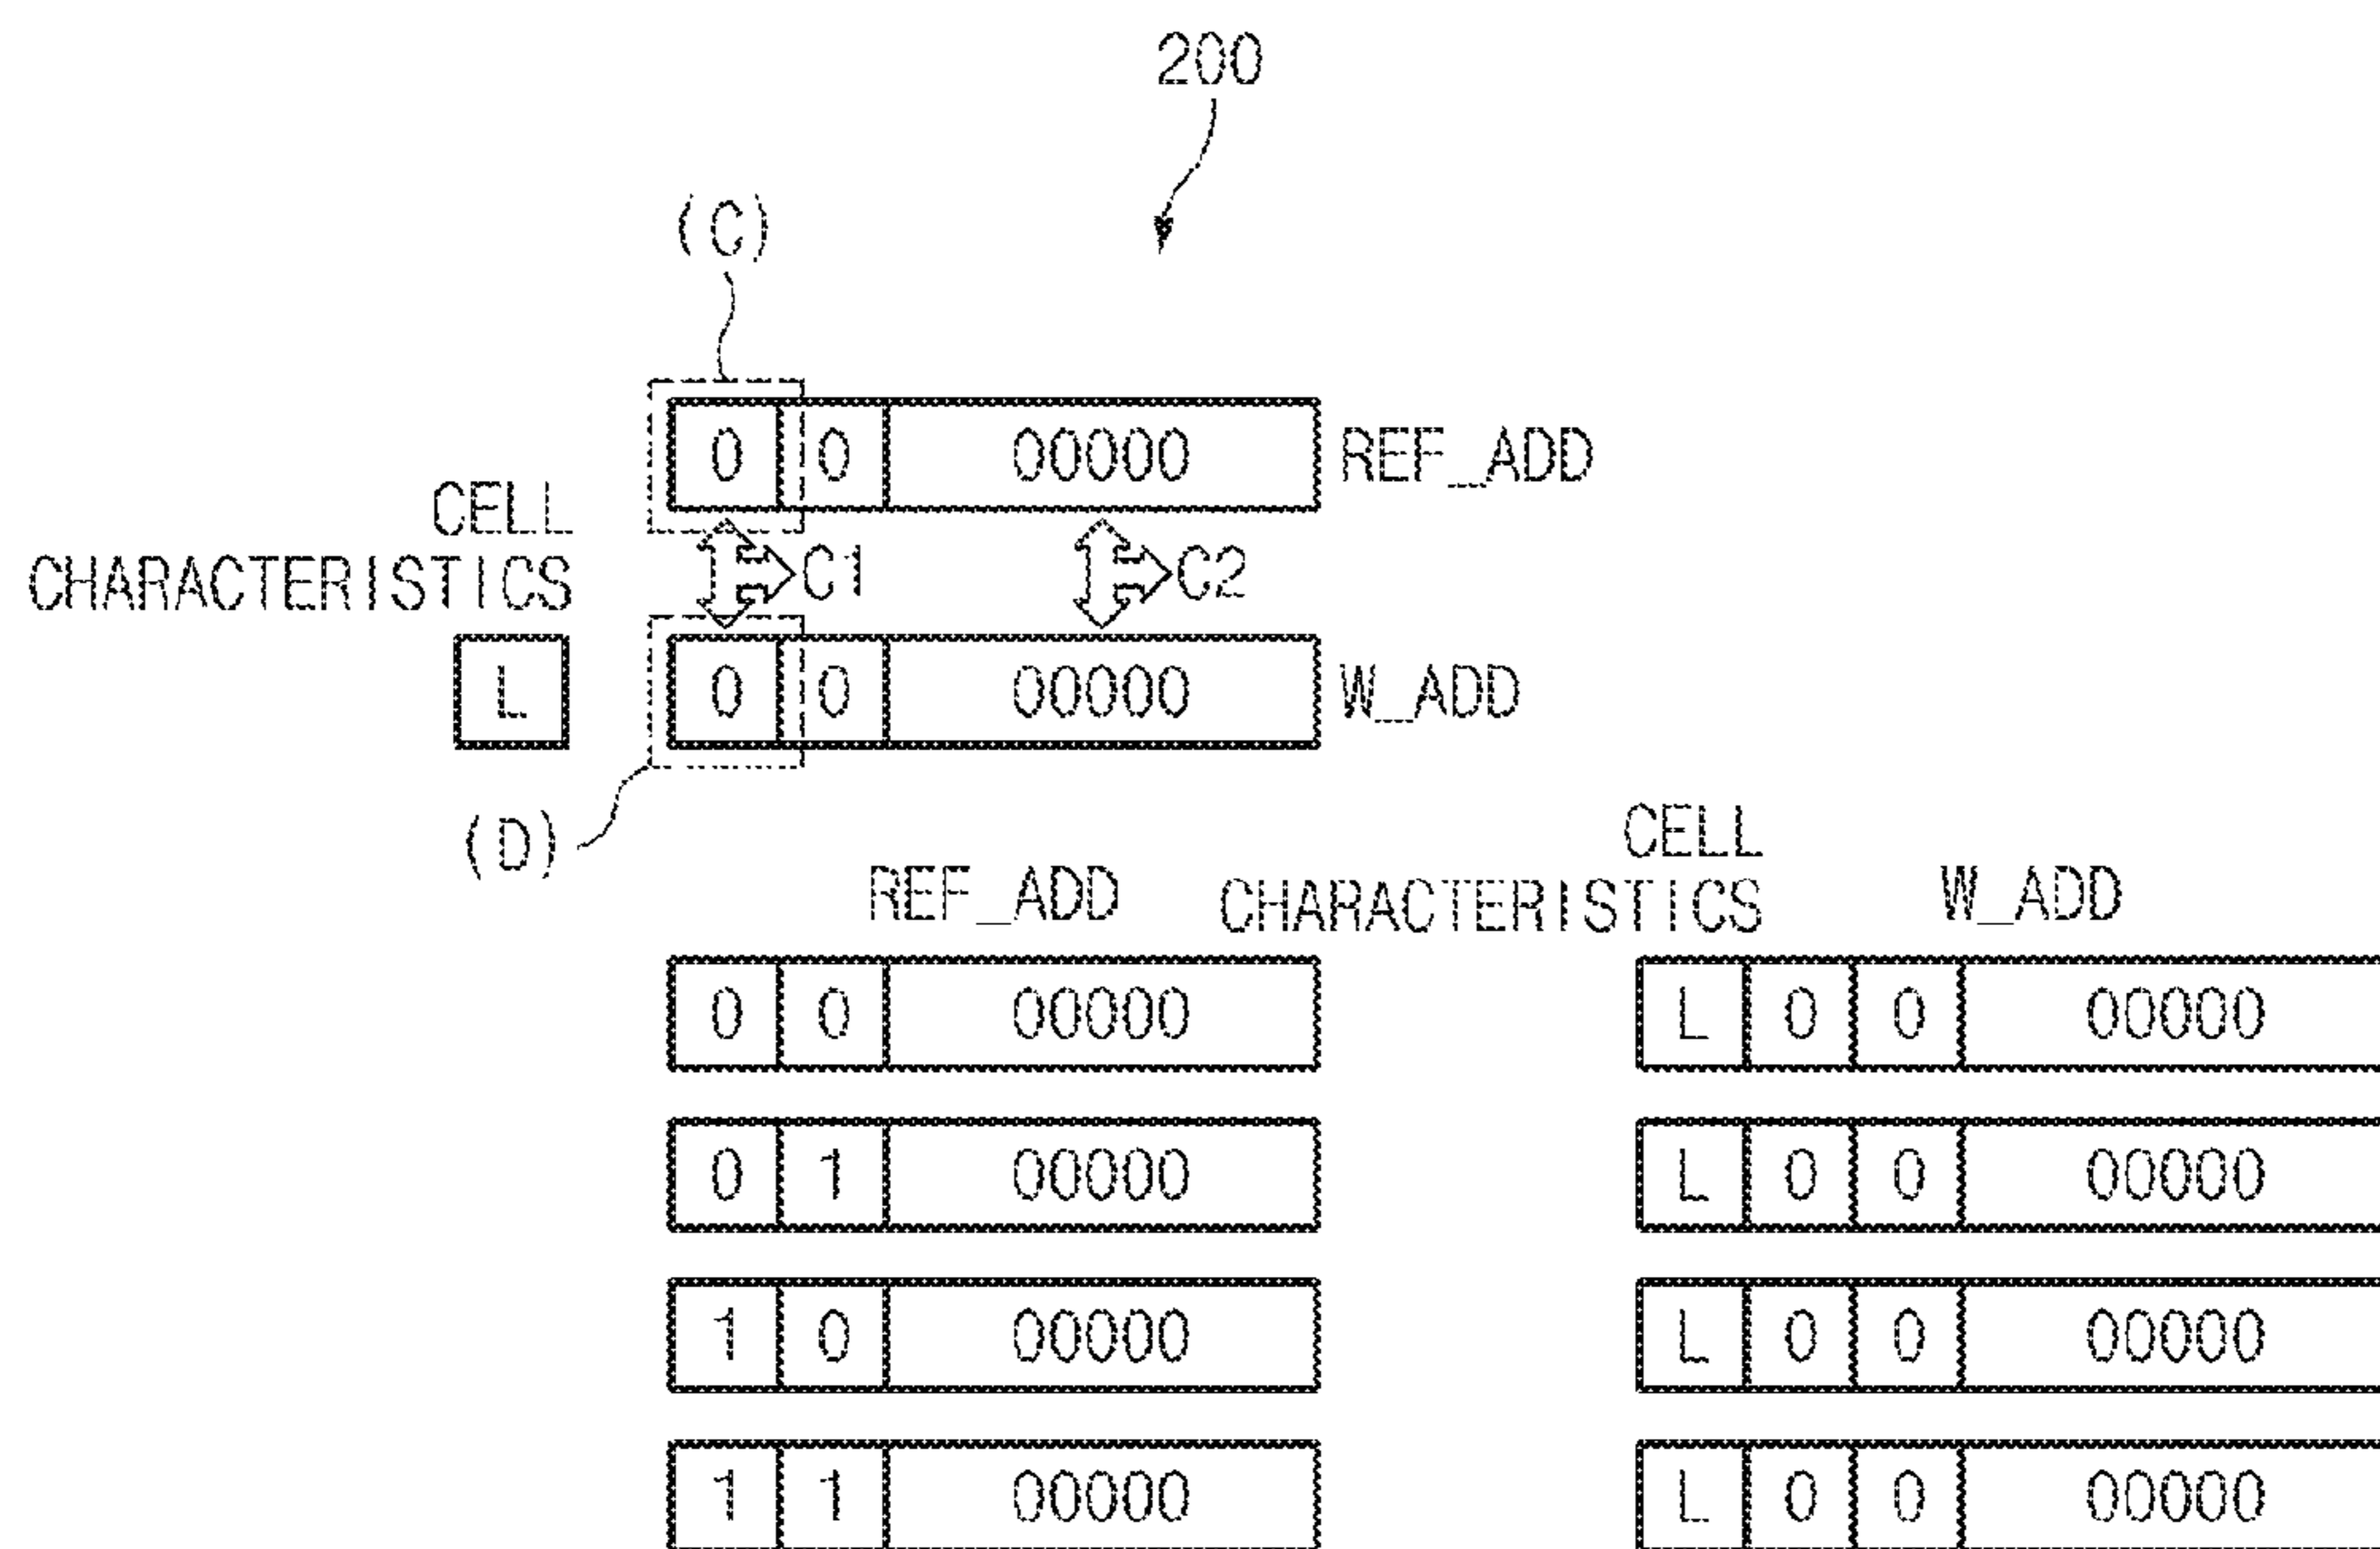 200
(C)
0 0 00000 REF_ADD
CELL
CHARACTERISTICS
C1 C2
L 0 0 00000 W_ADD
(D)
REF_ADD CELL CHARACTERISTICS W_ADD
0 0 00000 L 0 0 00000
0 1 00000 L 0 0 00000
1 0 00000 L 0 0 00000
1 1 00000 L 0 0 00000